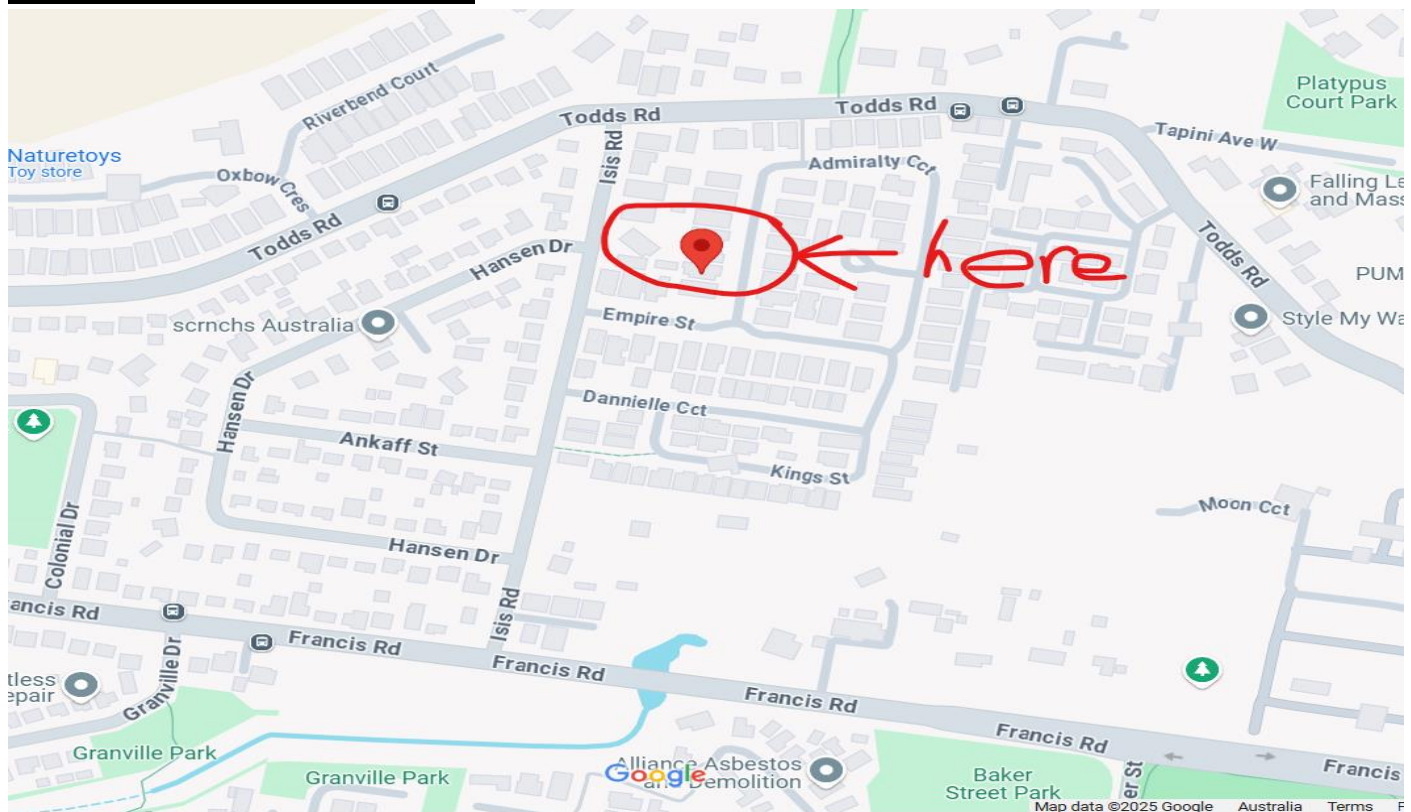 Riverbend Court
Todds Rd
Todds Rd
Platypus
Court Park
Naturetoys
Toy store
Oxbow Cres
Isis Rd
Admiralty Cct
Tapini Ave W
Falling Le
and Mass
Todds Rd
Hansen Dr
here
Todds Rd
PUM
scrnchs Australia
Empire St
Style My Wa
Hansen Dr
Dannielle Cct
Ankaff St
Kings St
Moon Cct
Colonial Dr
Hansen Dr
ancis Rd
Isis Rd
Francis Rd
Francis Rd
tless
epair
Granville Dr
Francis Rd
Granville Park
Granville Park
Google
Alliance Asbestos
and Demolition
Francis Rd
Baker
Street Park
er St
Francis
Map data ©2025 Google Australia Terms